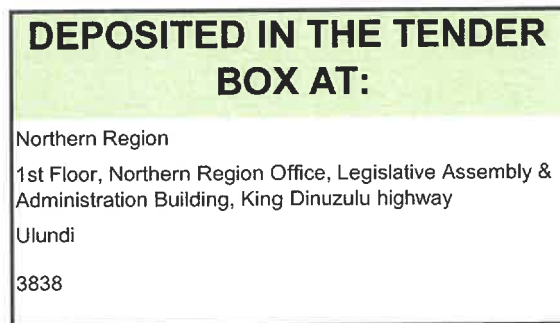 DEPOSITED IN THE TENDER
BOX AT:
Northern Region
1st Floor, Northern Region Office, Legislative Assembly &
Administration Building, King Dinuzulu highway
Ulundi
3838